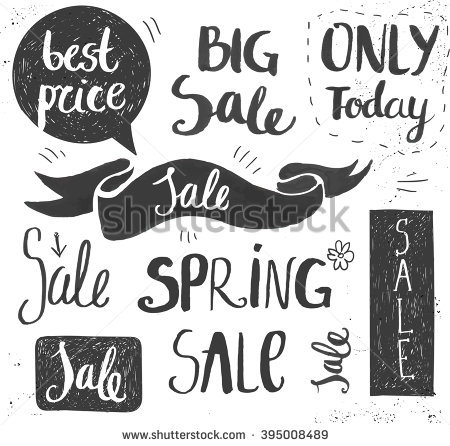 best
price
BIG
Sale
ONLY
Today
Sale
Sale
SPRING
SALE
Sale
Sale
SALE
shutterstock
www.shutterstock.com · 395008489